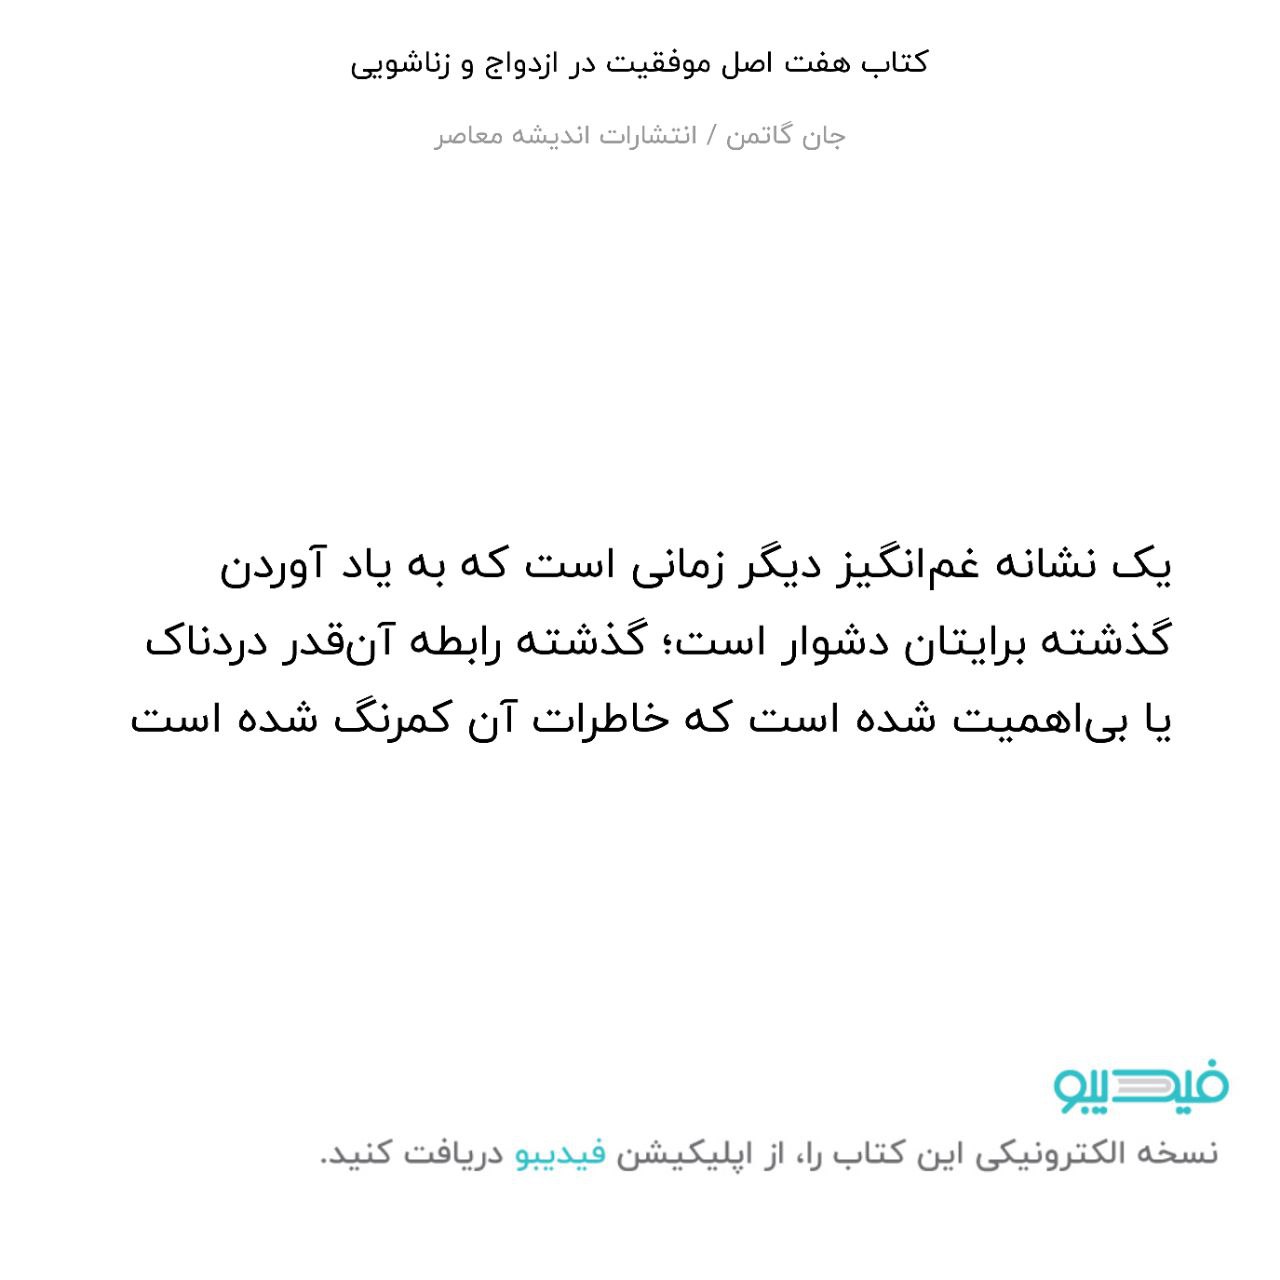 کتاب هفت اصل موفقیت در ازدواج و زناشویی
جان گاتمن / انتشارات اندیشه معاصر
یک نشانه غم‌انگیز دیگر زمانی است که به یاد آوردن
گذشته برایتان دشوار است؛ گذشته رابطه آن‌قدر دردناک
یا بی‌اهمیت شده است که خاطرات آن کمرنگ شده است
فیدیبو
نسخه الکترونیکی این کتاب را، از اپلیکیشن فیدیبو دریافت کنید.